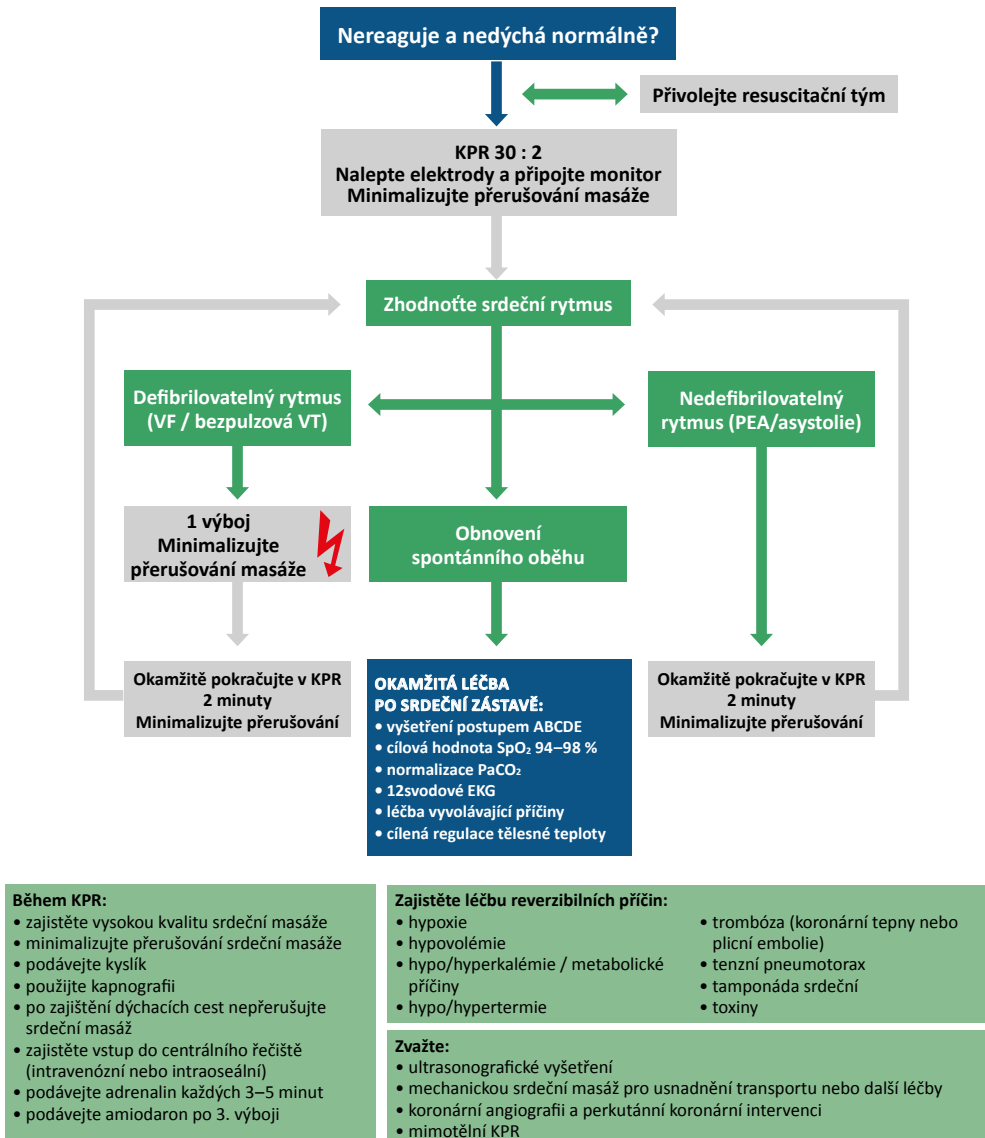 Nereaguje a nedýchá normálně?
Přivolejte resuscitační tým
KPR 30 : 2
Nalepte elektrody a připojte monitor
Minimalizujte přerušování masáže
Zhodnoťte srdeční rytmus
Defibrilovatelný rytmus
(VF / bezpulzová VT)
Nedefibrilovatelný
rytmus (PEA/asystolie)
1 výboj
Minimalizujte
přerušování masáže
Obnovení
spontánního oběhu
Okamžitě pokračujte v KPR
2 minuty
Minimalizujte přerušování
OKAMŽITÁ LÉČBA
PO SRDEČNÍ ZÁSTAVĚ:
• vyšetření postupem ABCDE
• cílová hodnota SpO₂ 94–98 %
• normalizace PaCO₂
• 12svodové EKG
• léčba vyvolávající příčiny
• cílená regulace tělesné teploty
Okamžitě pokračujte v KPR
2 minuty
Minimalizujte přerušování
Během KPR:
• zajistěte vysokou kvalitu srdeční masáže
• minimalizujte přerušování srdeční masáže
• podávejte kyslík
• použijte kapnografii
• po zajištění dýchacích cest nepřerušujte
srdeční masáž
• zajistěte vstup do centrálního řečiště
(intravenózní nebo intraoseální)
• podávejte adrenalin každých 3–5 minut
• podávejte amiodaron po 3. výboji
Zajistěte léčbu reverzibilních příčin:
• hypoxie
• hypovolémie
• hypo/hyperkalémie / metabolické
příčiny
• hypo/hypertermie
• trombóza (koronární tepny nebo
plicní embolie)
• tenzní pneumotorax
• tamponáda srdeční
• toxiny
Zvažte:
• ultrasonografické vyšetření
• mechanickou srdeční masáž pro usnadnění transportu nebo další léčby
• koronární angiografii a perkutánní koronární intervenci
• mimotělní KPR